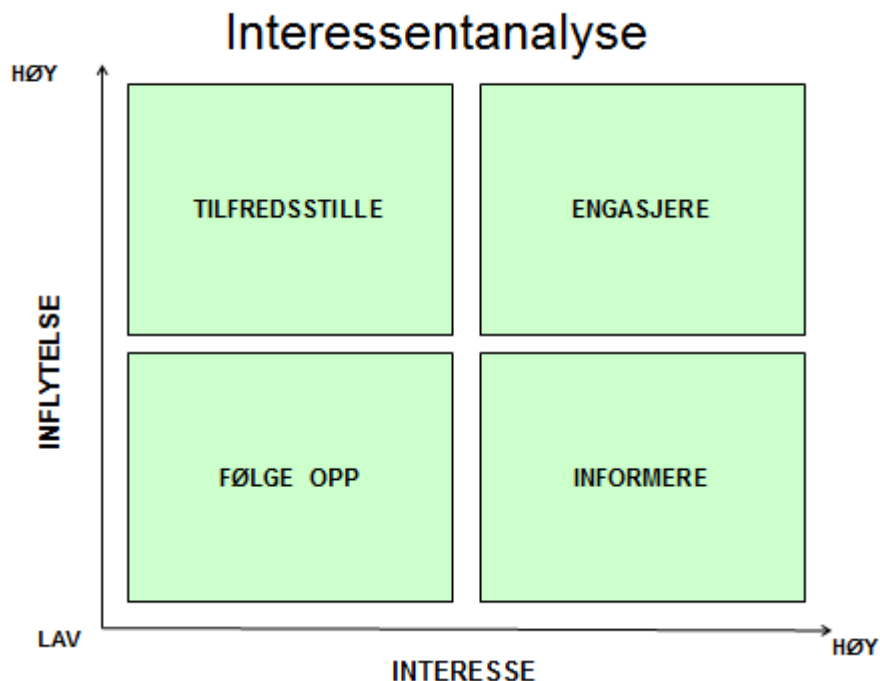 Interessentanalyse
HØY
TILFREDSSTILLE
ENGASJERE
INFLYTELSE
FØLGE OPP
INFORMERE
LAV
HØY
INTERESSE